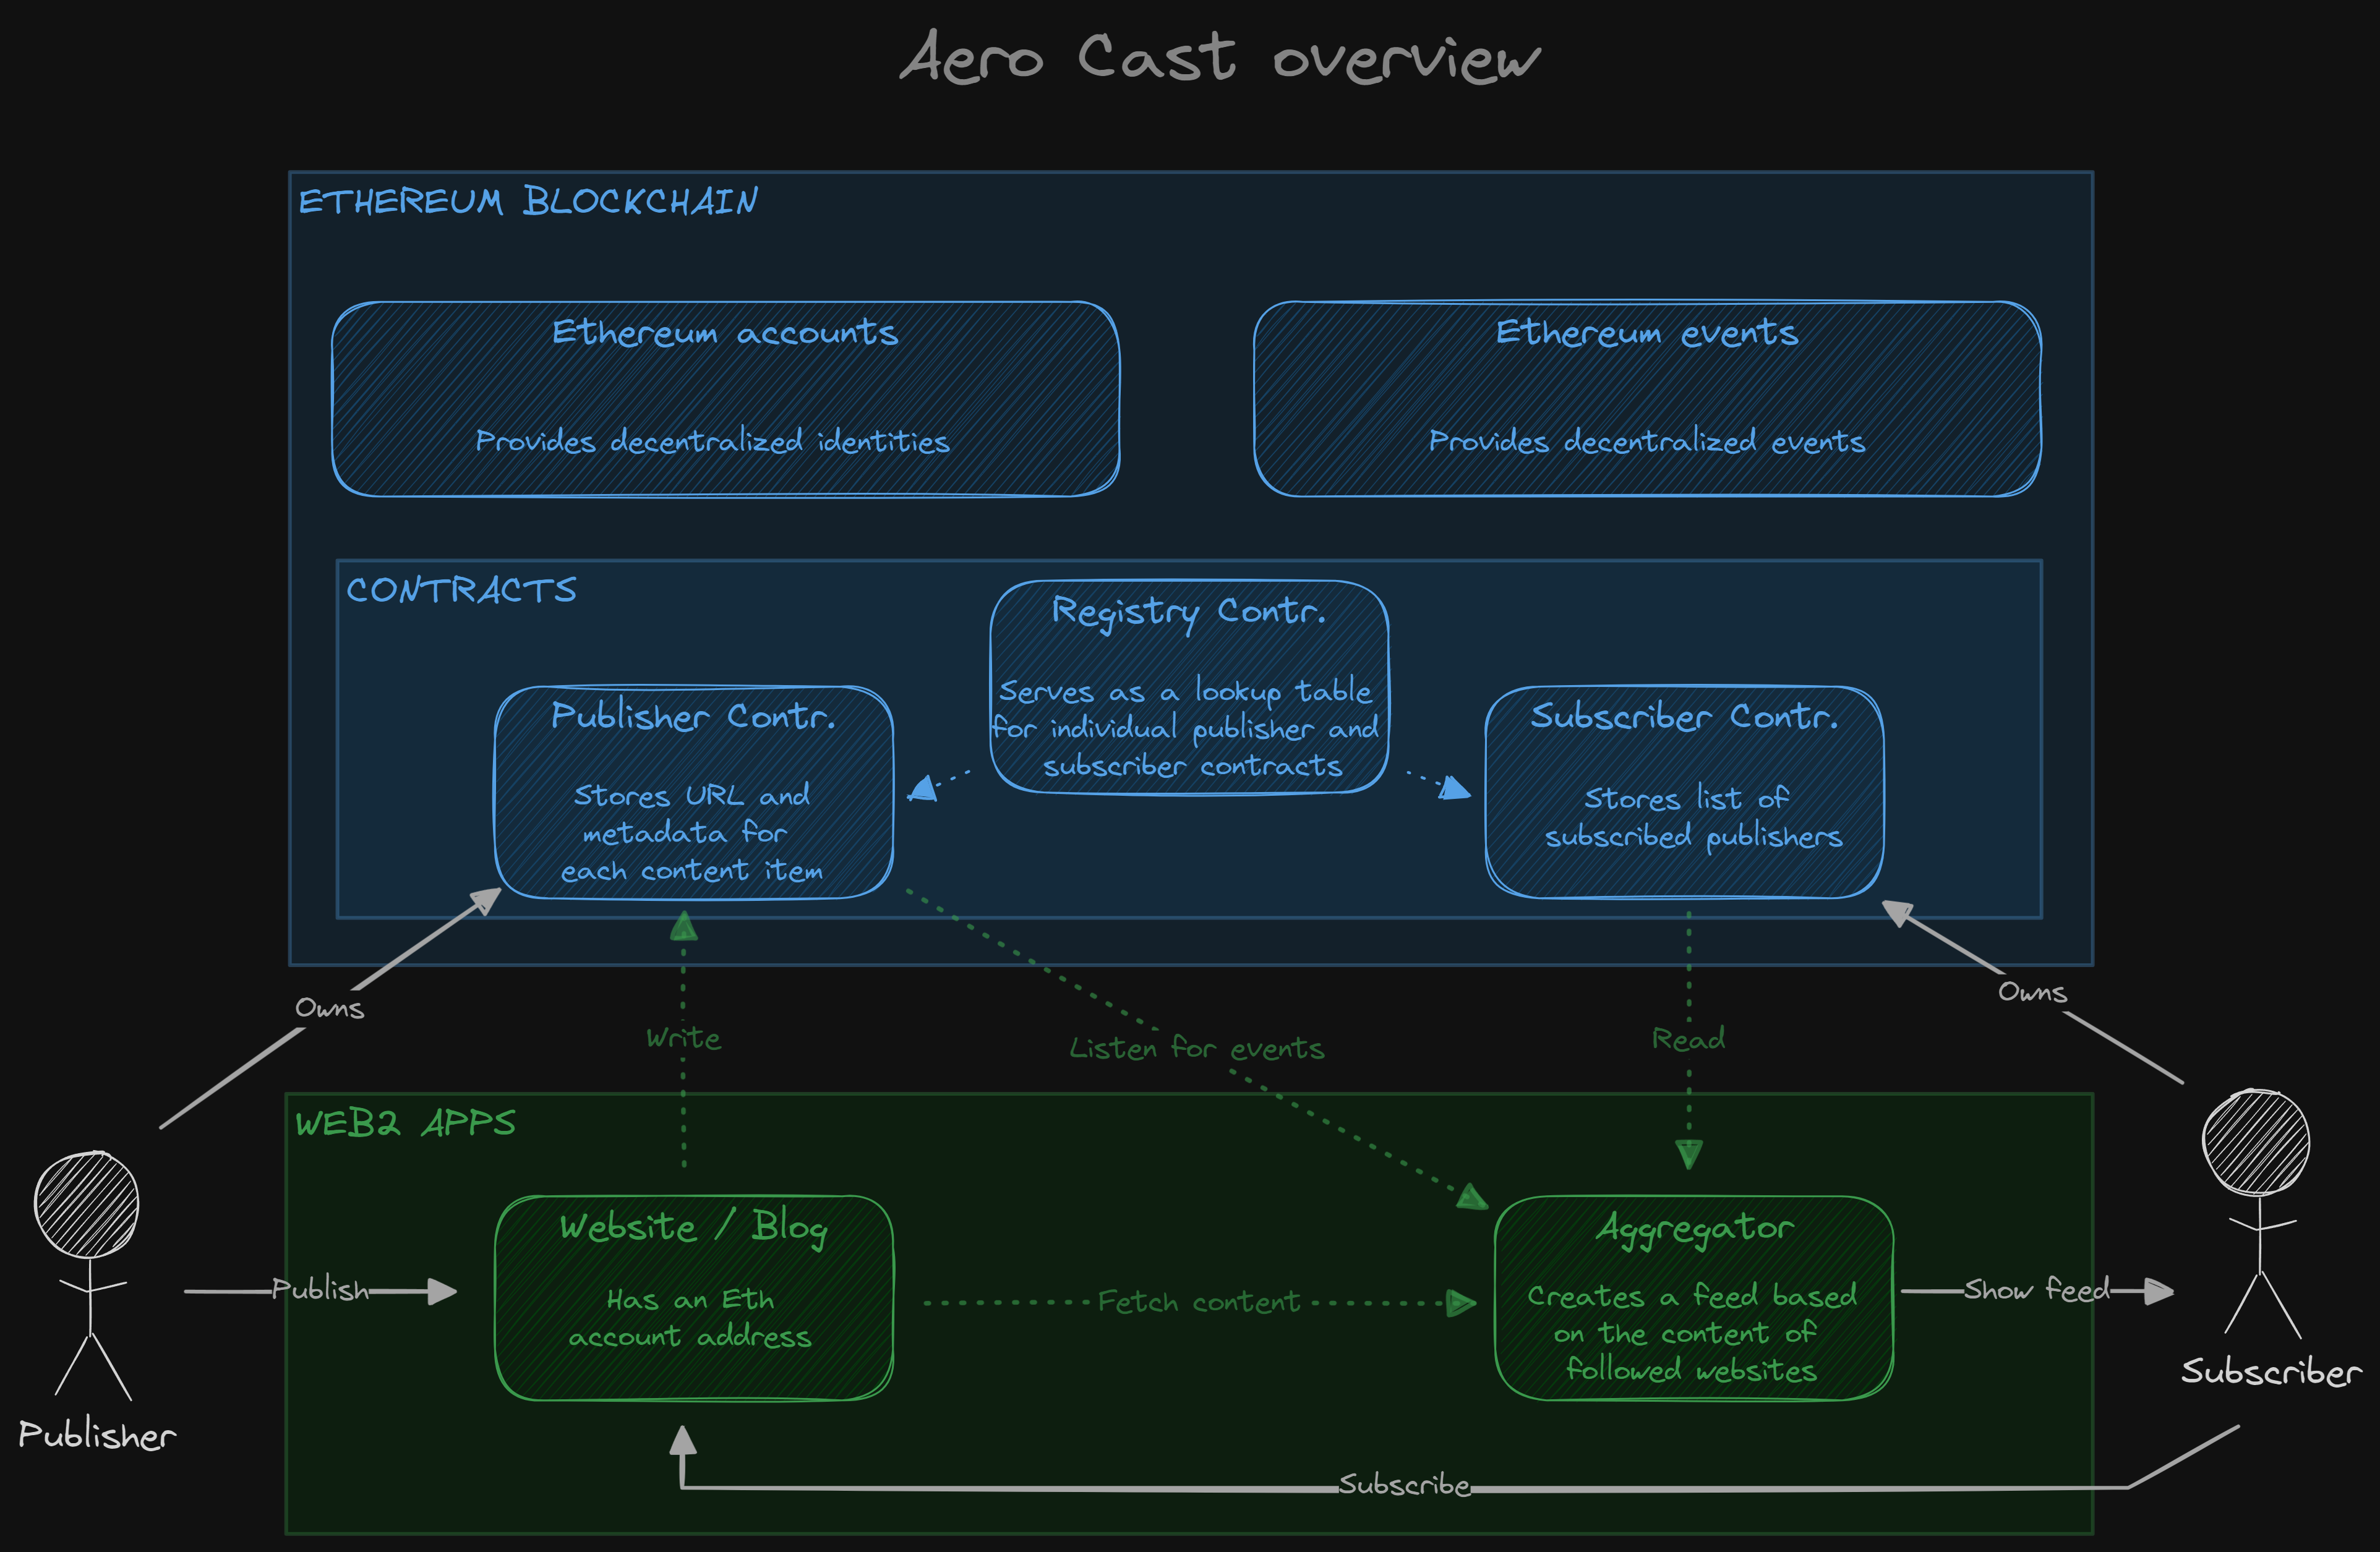 Aero Cast overview
ETHEREUM BLOCKCHAIN
Ethereum accounts
Provides decentralized identities
Ethereum events
Provides decentralized events
CONTRACTS
Registry Contr.
Serves as a lookup table
for individual publisher and
subscriber contracts
Publisher Contr.
Stores URL and
metadata for
each content item
Subscriber Contr.
Stores list of
subscribed publishers
Owns
Write
Listen for events
Read
Owns
WEB2 APPS
Website / Blog
Has an Eth
account address
Aggregator
Creates a feed based
on the content of
followed websites
Publish
Fetch content
Show feed
Publisher
Subscriber
Subscribe